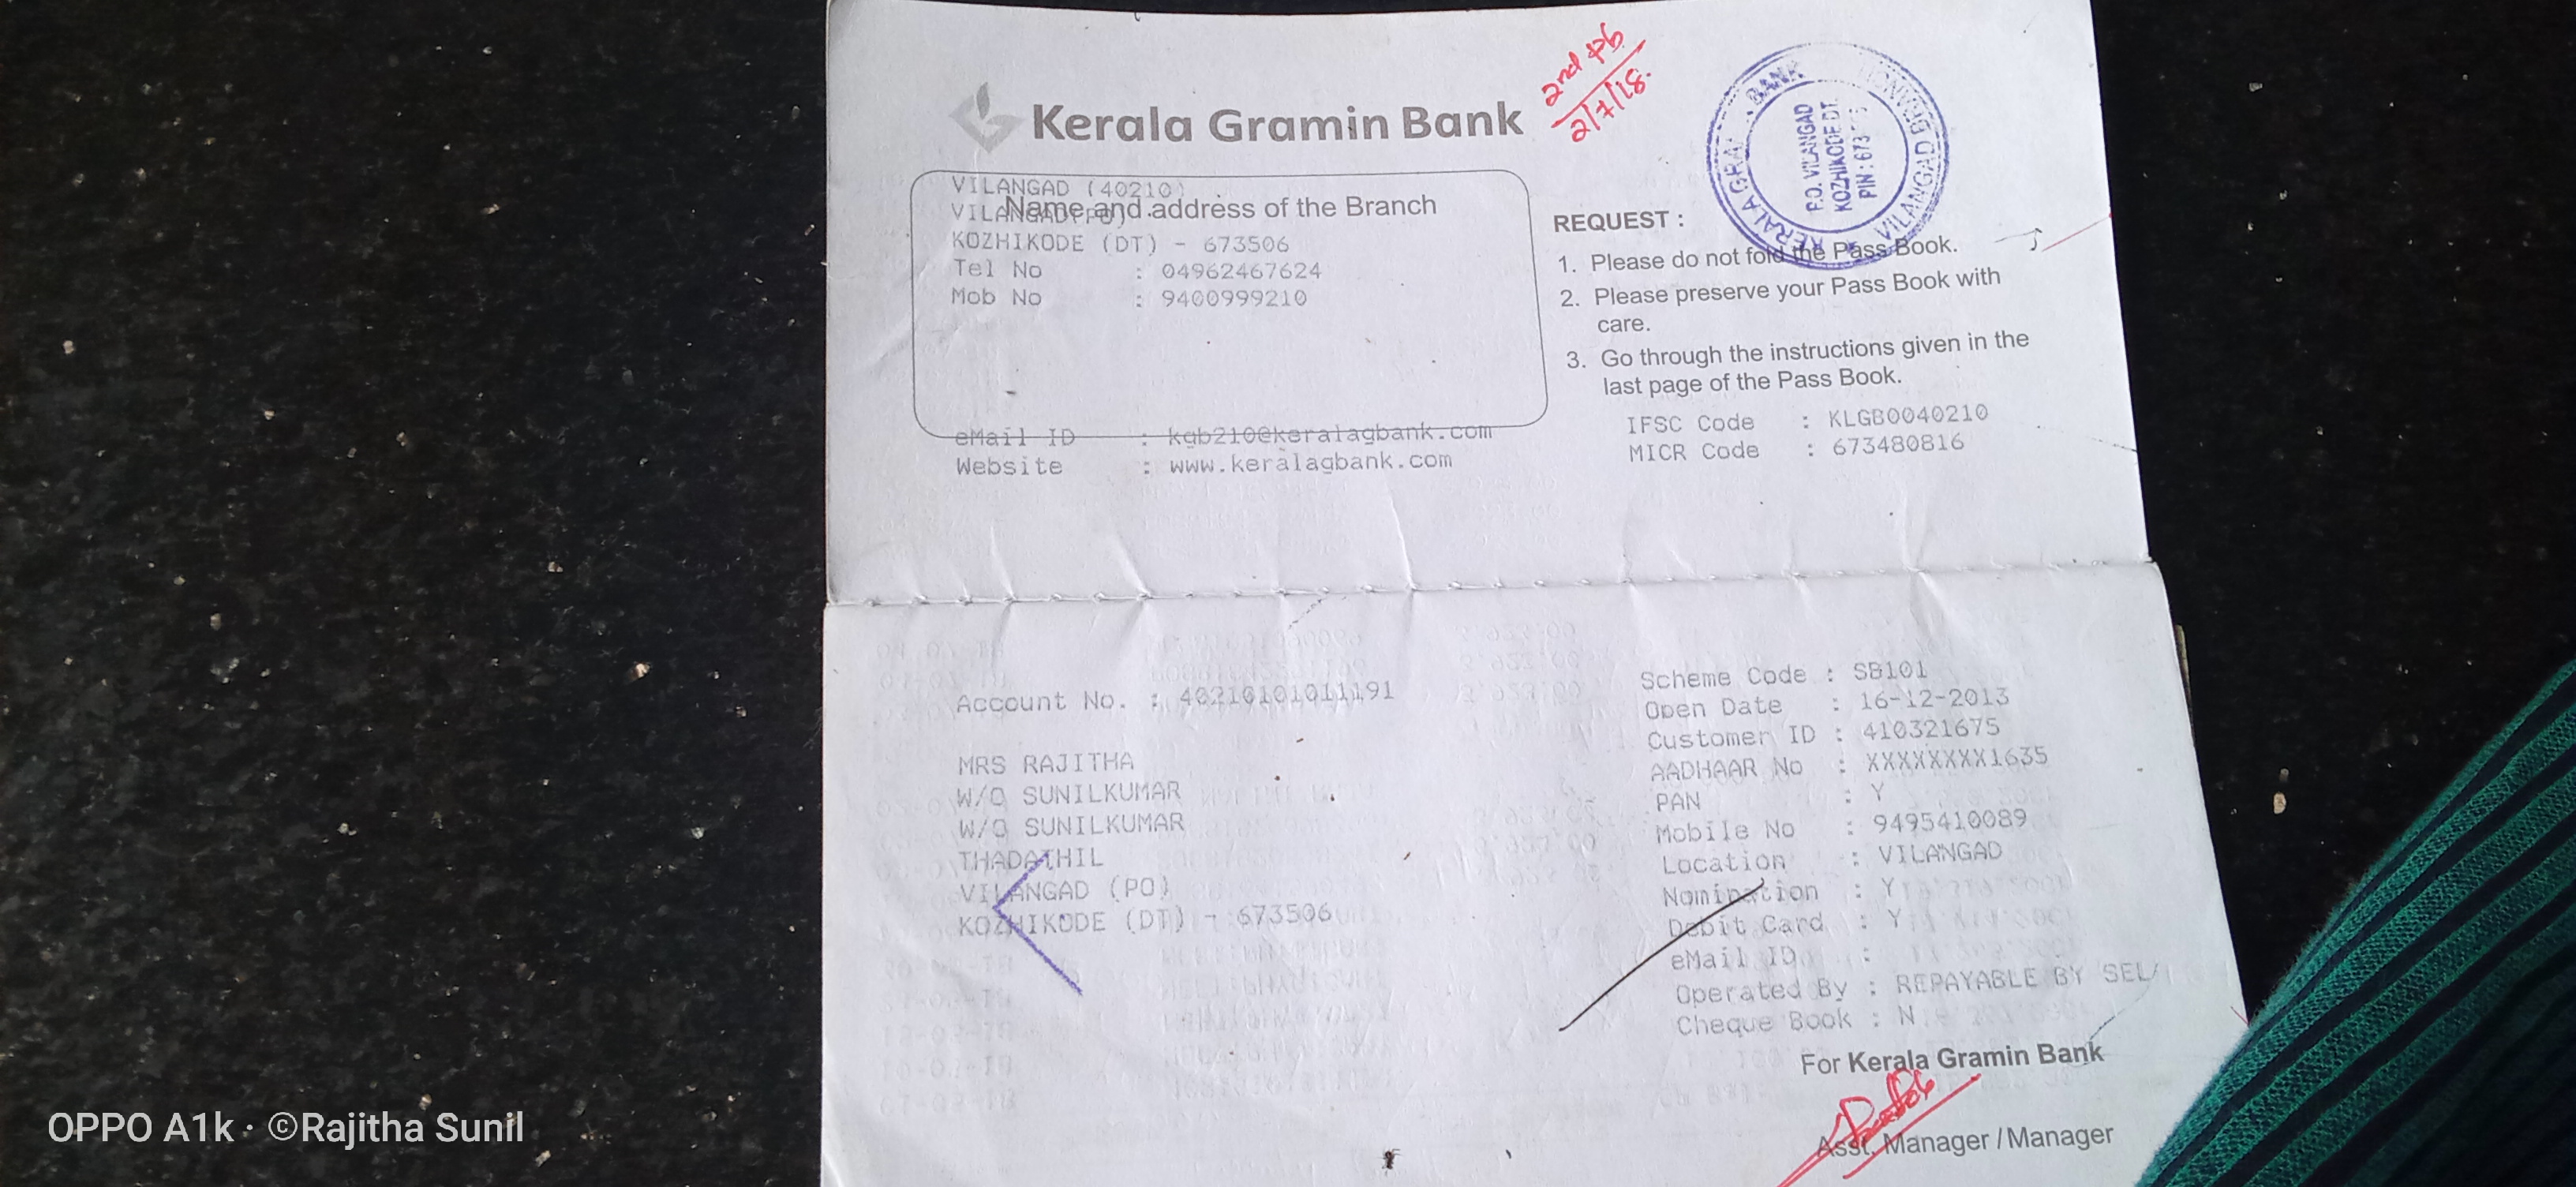 2nd Pb
2/7/18.
Kerala Gramin Bank
KERALA GRA BANK
VILANGAD BRANCH
P.O. VILANGAD
KOZHIKODE DT.
PIN : 673
VILANGAD (40210)
Name and address of the Branch
VILANGAD(PO)
KOZHIKODE (DT) - 673506
Tel No : 04962467624
Mob No : 9400999210
eMail ID : kgb210@keralagbank.com
Website : www.keralagbank.com
REQUEST :
1. Please do not fold the Pass Book.
2. Please preserve your Pass Book with
care.
3. Go through the instructions given in the
last page of the Pass Book.
IFSC Code : KLGB0040210
MICR Code : 673480816
Account No. : 40210101011191
MRS RAJITHA
W/O SUNILKUMAR
W/O SUNILKUMAR
THADATHIL
VILANGAD (PO)
KOZHIKODE (DT) - 673506
Scheme Code : SB101
Open Date : 16-12-2013
Customer ID : 410321675
AADHAAR No : XXXXXXXX1635
PAN : Y
Mobile No : 9495410089
Location : VILANGAD
Nomination : Y
Debit Card : Y
eMail ID :
Operated By : REPAYABLE BY SEL
Cheque Book : N
For Kerala Gramin Bank
Asst. Manager / Manager
OPPO A1k · ©Rajitha Sunil